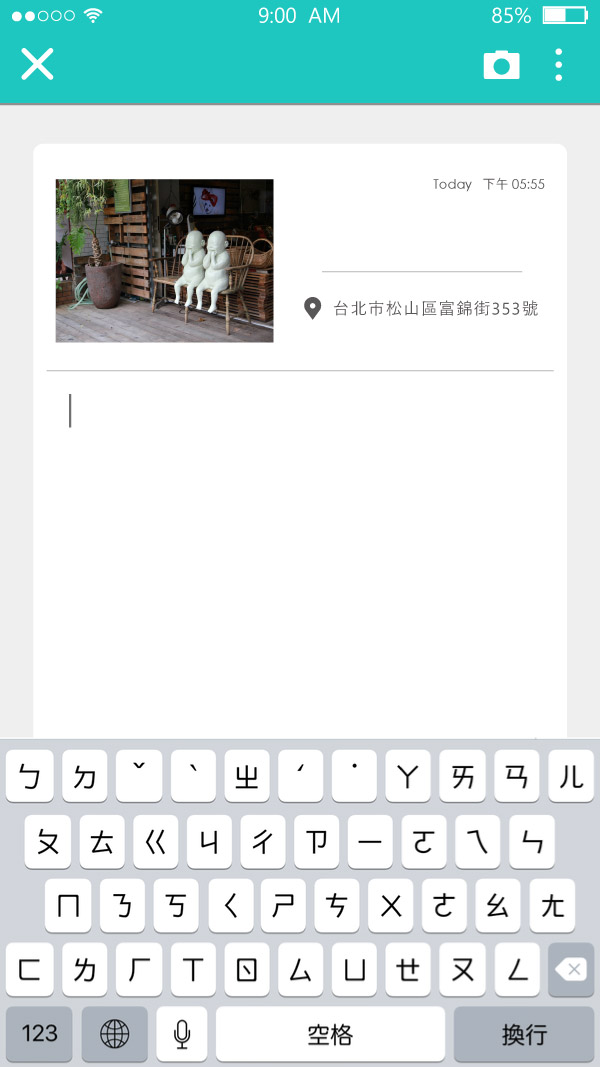 9:00 AM 85%
Today 下午 05:55
台北市松山區富錦街353號
ㄅ ㄉ ˇ ˋ ㄓ ˊ ˙ ㄚ ㄞ ㄢ ㄦ
ㄆ ㄊ ㄍ ㄐ ㄔ ㄗ ㄧ ㄛ ㄟ ㄣ
ㄇ ㄋ ㄎ ㄑ ㄕ ㄘ ㄨ ㄜ ㄠ ㄤ
ㄈ ㄌ ㄏ ㄒ ㄖ ㄙ ㄩ ㄝ ㄡ ㄥ
123 空格 換行